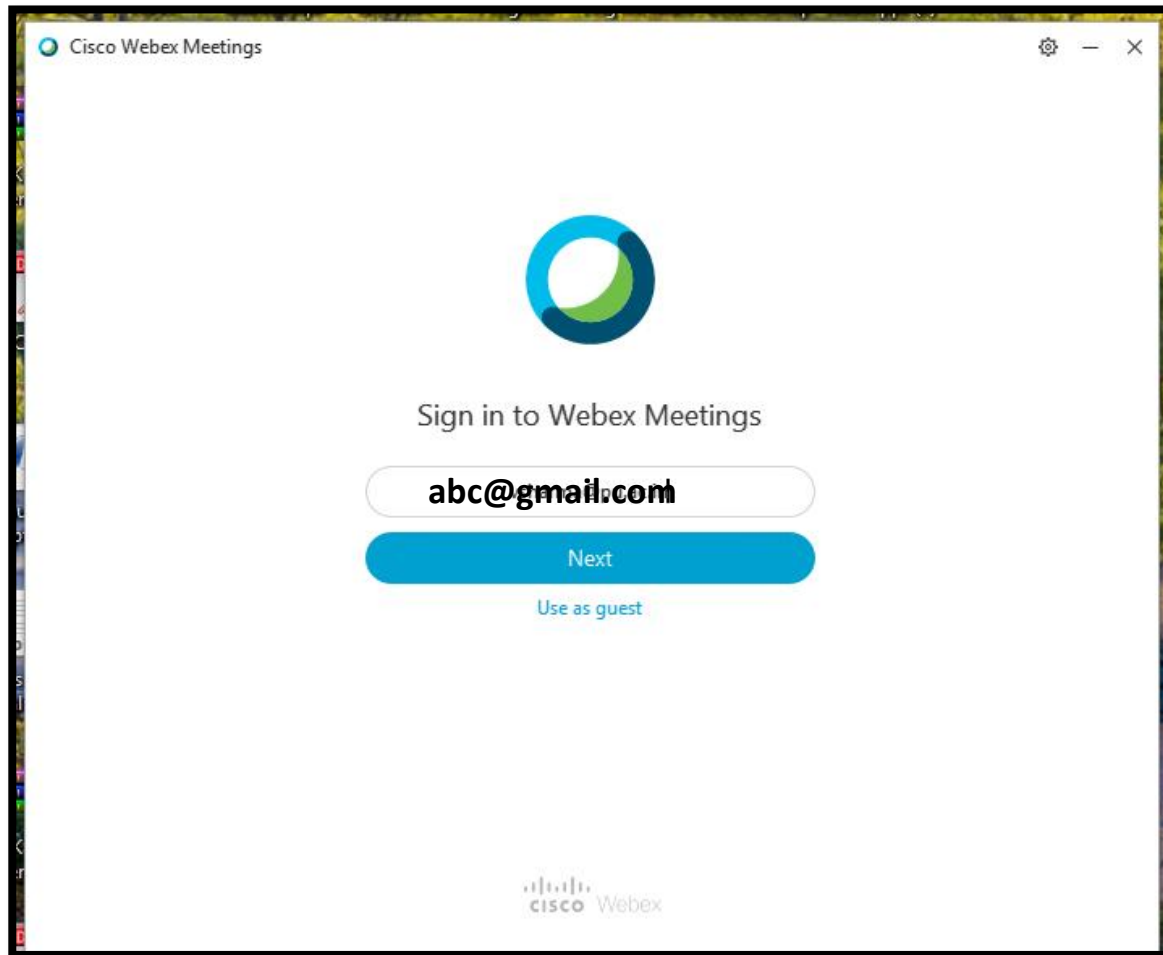 Cisco Webex Meetings
Sign in to Webex Meetings
abc@gmail.com
Next
Use as guest
cisco Webex